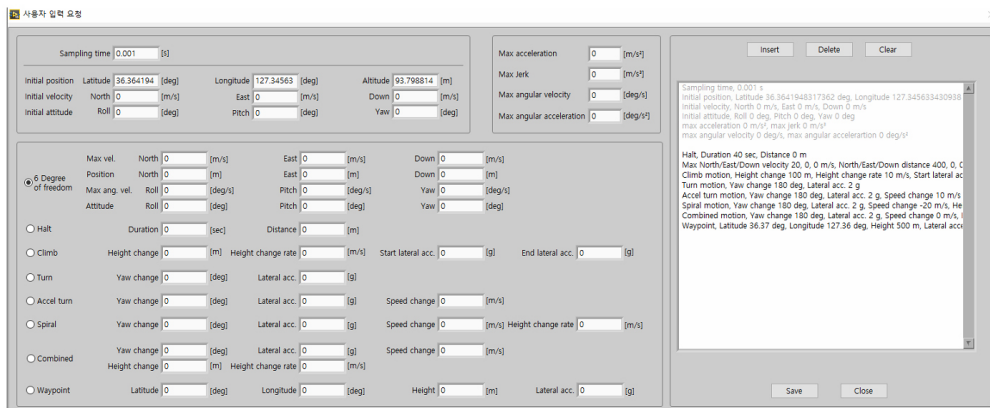 사용자 입력 요청
Sampling time 0.001 [s]
Initial position Latitude 36.364194 [deg] Longitude 127.34563 [deg] Altitude 93.798814 [m]
Initial velocity North 0 [m/s] East 0 [m/s] Down 0 [m/s]
Initial attitude Roll 0 [deg] Pitch 0 [deg] Yaw 0 [deg]
Max acceleration 0 [m/s²]
Max Jerk 0 [m/s³]
Max angular velocity 0 [deg/s]
Max angular acceleration 0 [deg/s²]
6 Degree of freedom
Max vel. North 0 [m/s] East 0 [m/s] Down 0 [m/s]
Position North 0 [m] East 0 [m] Down 0 [m]
Max ang. vel. Roll 0 [deg/s] Pitch 0 [deg/s] Yaw 0 [deg/s]
Attitude Roll 0 [deg] Pitch 0 [deg] Yaw 0 [deg]
Halt Duration 0 [sec] Distance 0 [m]
Climb Height change 0 [m] Height change rate 0 [m/s] Start lateral acc. 0 [g] End lateral acc. 0 [g]
Turn Yaw change 0 [deg] Lateral acc. 0 [g]
Accel turn Yaw change 0 [deg] Lateral acc. 0 [g] Speed change 0 [m/s]
Spiral Yaw change 0 [deg] Lateral acc. 0 [g] Speed change 0 [m/s] Height change rate 0 [m/s]
Combined Yaw change 0 [deg] Lateral acc. 0 [g] Speed change 0 [m/s]
Height change 0 [m] Height change rate 0 [m/s]
Waypoint Latitude 0 [deg] Longitude 0 [deg] Height 0 [m] Lateral acc. 0 [g]
Insert Delete Clear
Sampling time, 0.001 s
Initial position, Latitude 36.3641948317362 deg, Longitude 127.345633430938
Initial velocity, North 0 m/s, East 0 m/s, Down 0 m/s
Initial attitude, Roll 0 deg, Pitch 0 deg, Yaw 0 deg
max acceleration 0 m/s², max jerk 0 m/s³
max angular velocity 0 deg/s, max angular accelerartion 0 deg/s²
Halt, Duration 40 sec, Distance 0 m
Max North/East/Down velocity 20, 0, 0 m/s, North/East/Down distance 400, 0, 0
Climb motion, Height change 100 m, Height change rate 10 m/s, Start lateral ac
Turn motion, Yaw change 180 deg, Lateral acc. 2 g
Accel turn motion, Yaw change 180 deg, Lateral acc. 2 g, Speed change 10 m/s
Spiral motion, Yaw change 180 deg, Lateral acc. 2 g, Speed change -20 m/s, He
Combined motion, Yaw change 180 deg, Lateral acc. 2 g, Speed change 0 m/s,
Waypoint, Latitude 36.37 deg, Longitude 127.36 deg, Height 500 m, Lateral acce
Save Close